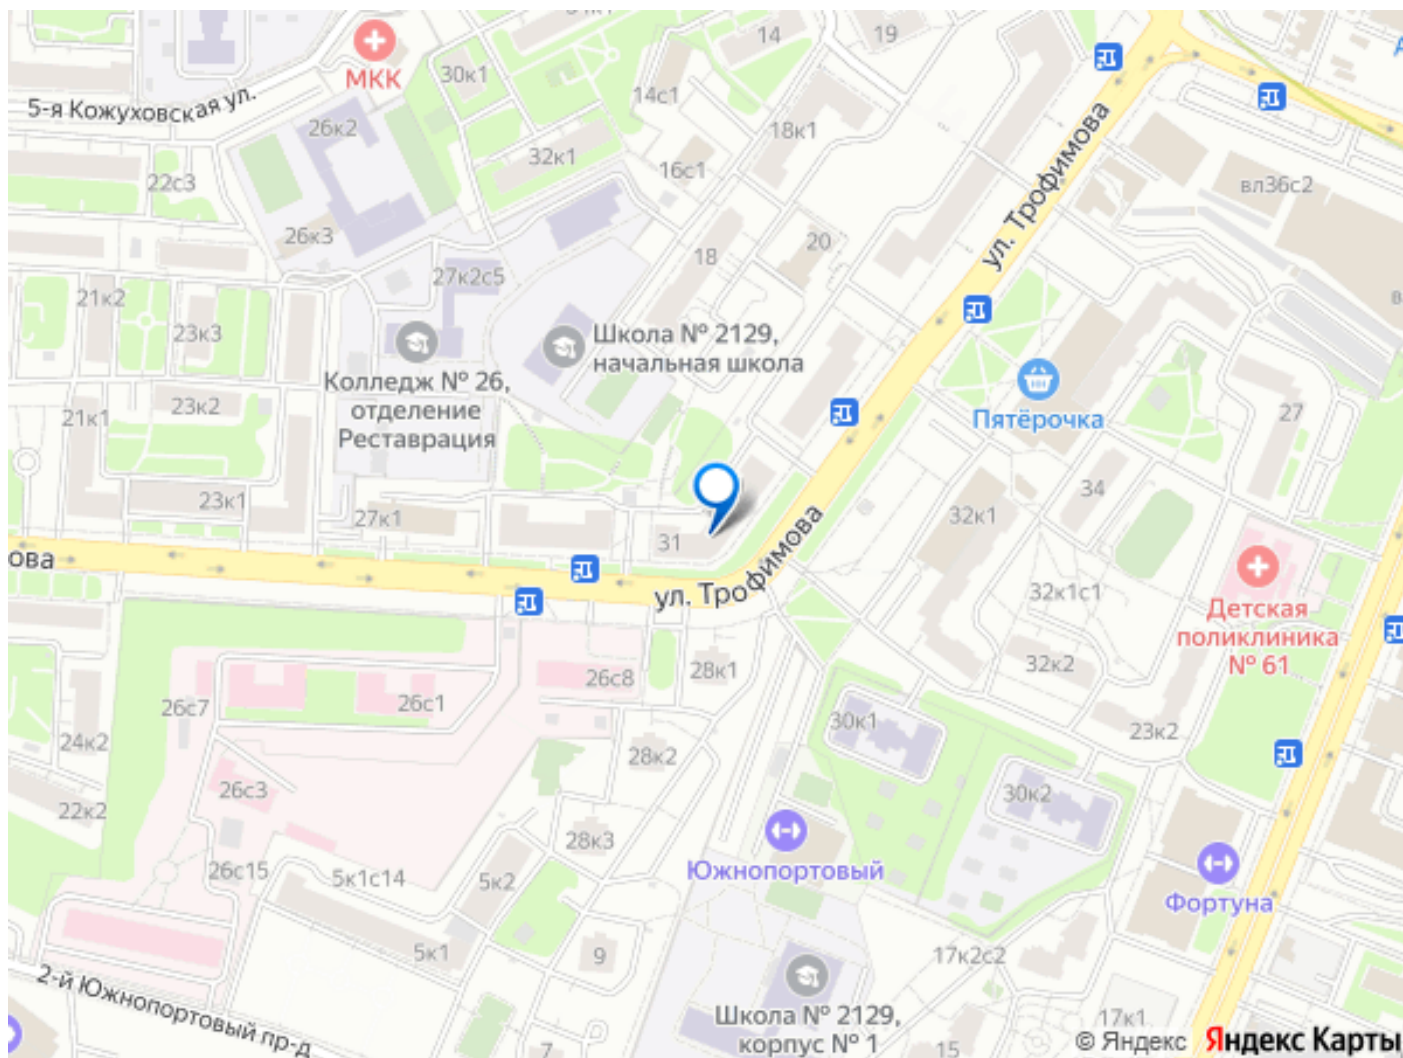 14
19
МКК
30к1
5-я Кожуховская ул.
14с1
26к2
18к1
32к1
16с1
22с3
вл36с2
ул. Трофимова
26к3
20
18
27к2с5
21к2
23к3
Школа № 2129,
начальная школа
Колледж № 26,
отделение
Реставрация
23к2
21к1
Пятёрочка
27
34
23к1
27к1
32к1
31
ова
ул. Трофимова
32к1с1
Детская
поликлиника
№ 61
32к2
28к1
26с8
26с1
26с7
30к1
23к2
24к2
28к2
26с3
30к2
22к2
28к3
Южнопортовый
26с15
5к1с14
5к2
Фортуна
5к1
9
17к2с2
2-й Южнопортовый пр-д
Школа № 2129,
корпус № 1
17к1
7
15
© Яндекс Яндекс Карты